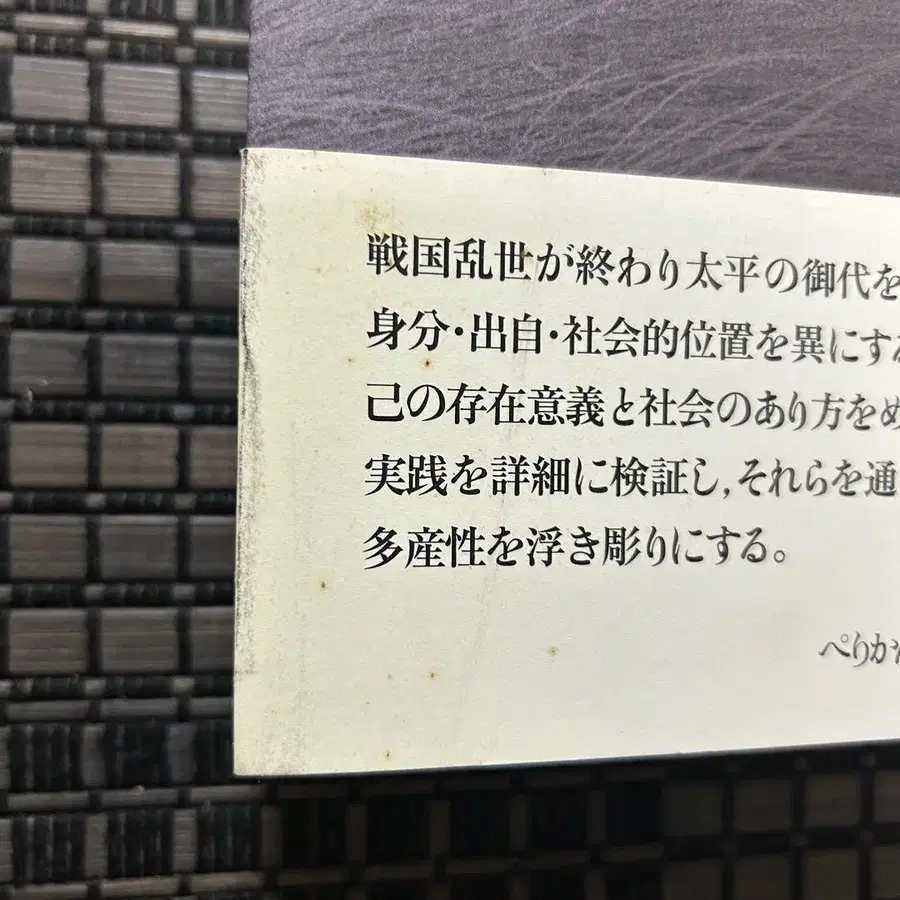 戦国乱世が終わり太平の御代を
身分・出自・社会的位置を異にす
己の存在意義と社会のあり方をめ
実践を詳細に検証し,それらを通
多産性を浮き彫りにする。
ぺりか